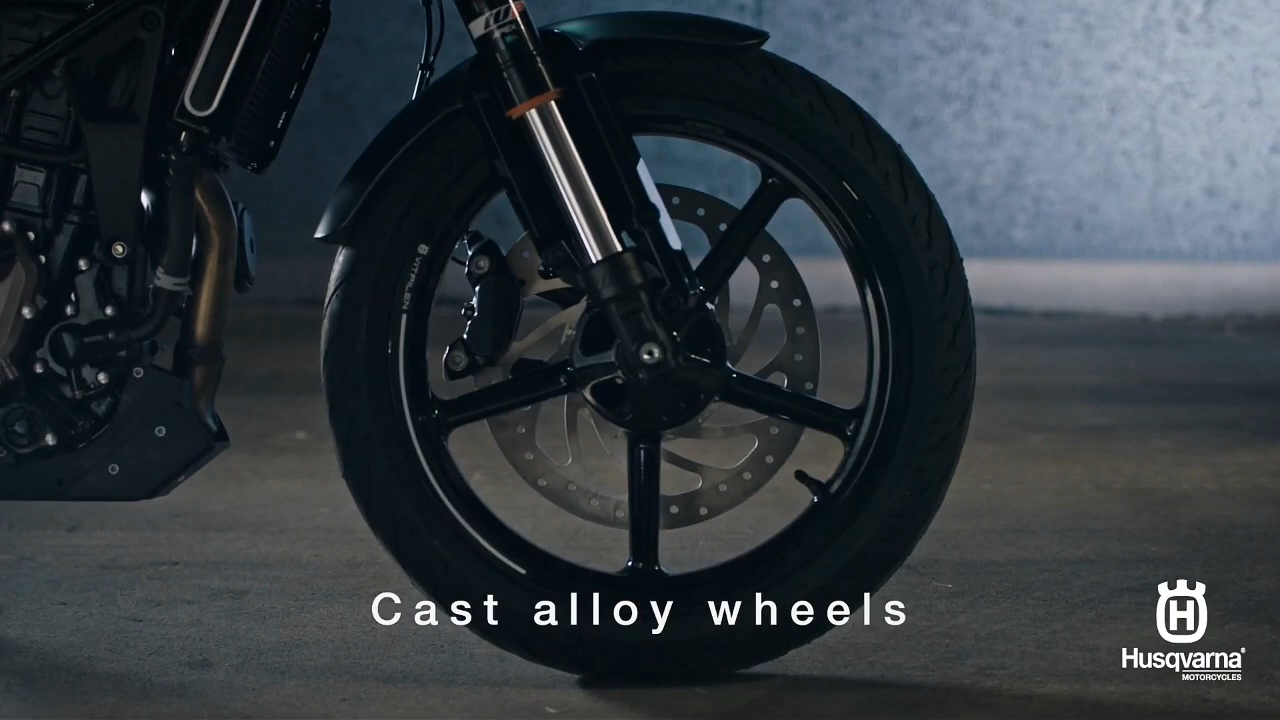 VITPILEN
Cast alloy wheels
H
Husqvarna®
MOTORCYCLES